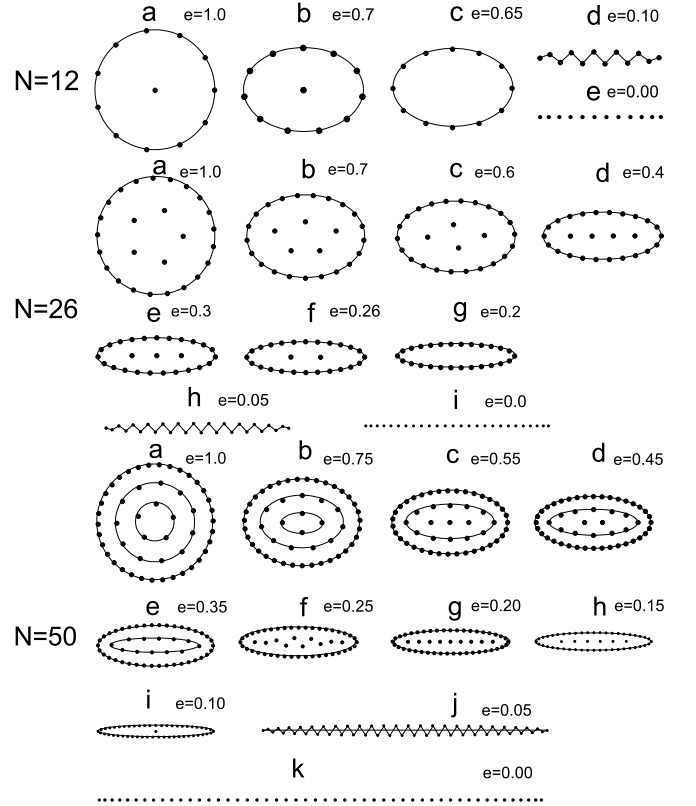 a e=1.0 b e=0.7 c e=0.65 d e=0.10
N=12
e e=0.00
a e=1.0 b e=0.7 c e=0.6 d e=0.4
N=26
e e=0.3 f e=0.26 g e=0.2
h e=0.05 i e=0.0
a e=1.0 b e=0.75 c e=0.55 d e=0.45
N=50
e e=0.35 f e=0.25 g e=0.20 h e=0.15
i e=0.10 j e=0.05
k e=0.00